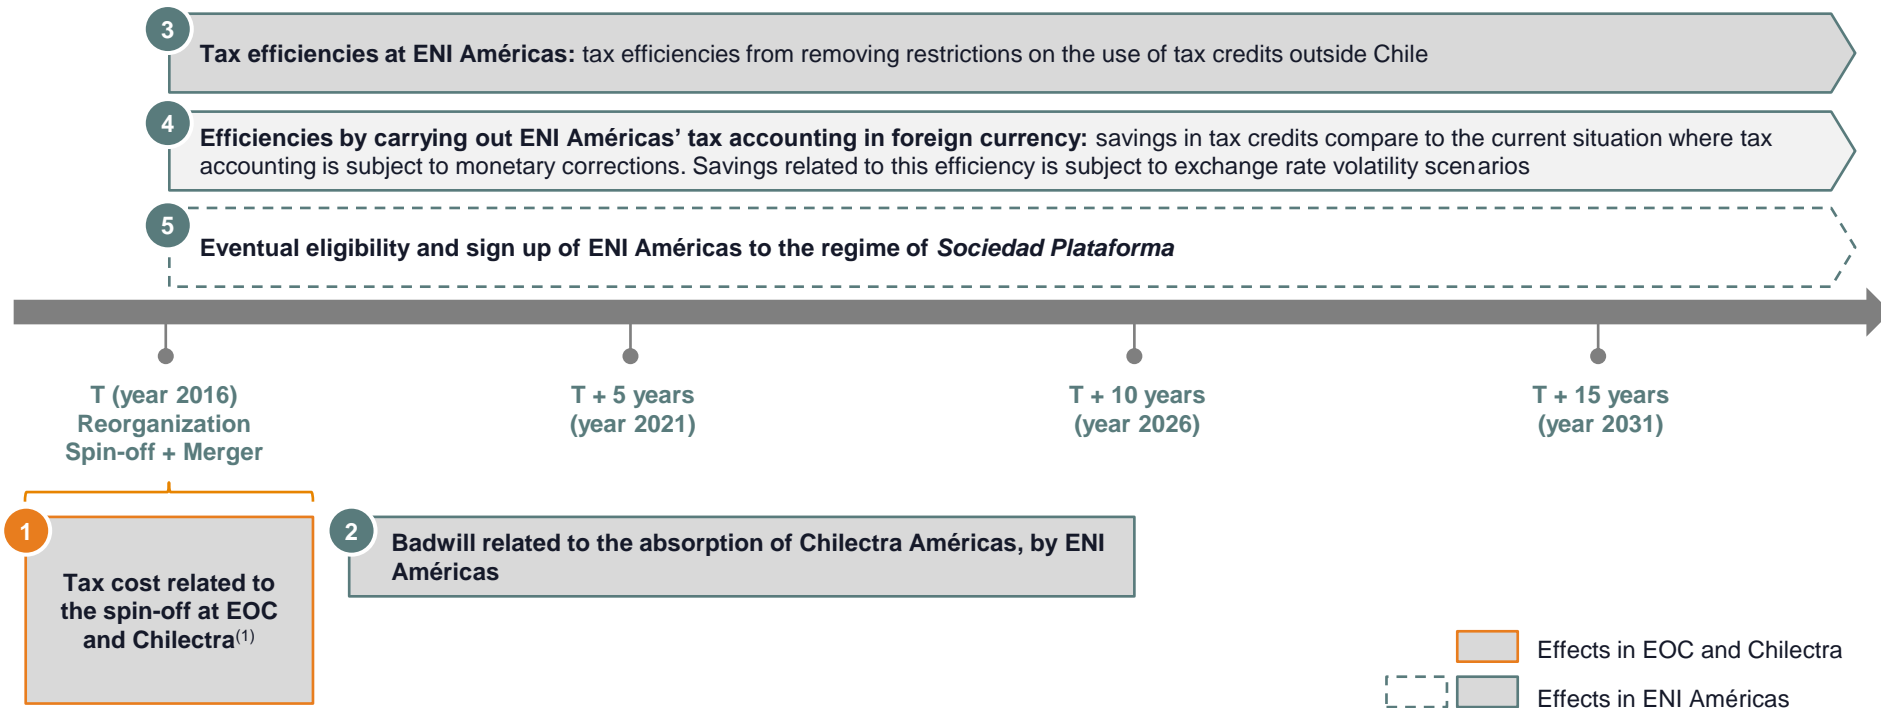 3
Tax efficiencies at ENI Américas: tax efficiencies from removing restrictions on the use of tax credits outside Chile
4
Efficiencies by carrying out ENI Américas’ tax accounting in foreign currency: savings in tax credits compare to the current situation where tax
accounting is subject to monetary corrections. Savings related to this efficiency is subject to exchange rate volatility scenarios
5
Eventual eligibility and sign up of ENI Américas to the regime of Sociedad Plataforma
T (year 2016)
Reorganization
Spin-off + Merger
T + 5 years
(year 2021)
T + 10 years
(year 2026)
T + 15 years
(year 2031)
1
Tax cost related to
the spin-off at EOC
and Chilectra(1)
2
Badwill related to the absorption of Chilectra Américas, by ENI
Américas
Effects in EOC and Chilectra
Effects in ENI Américas